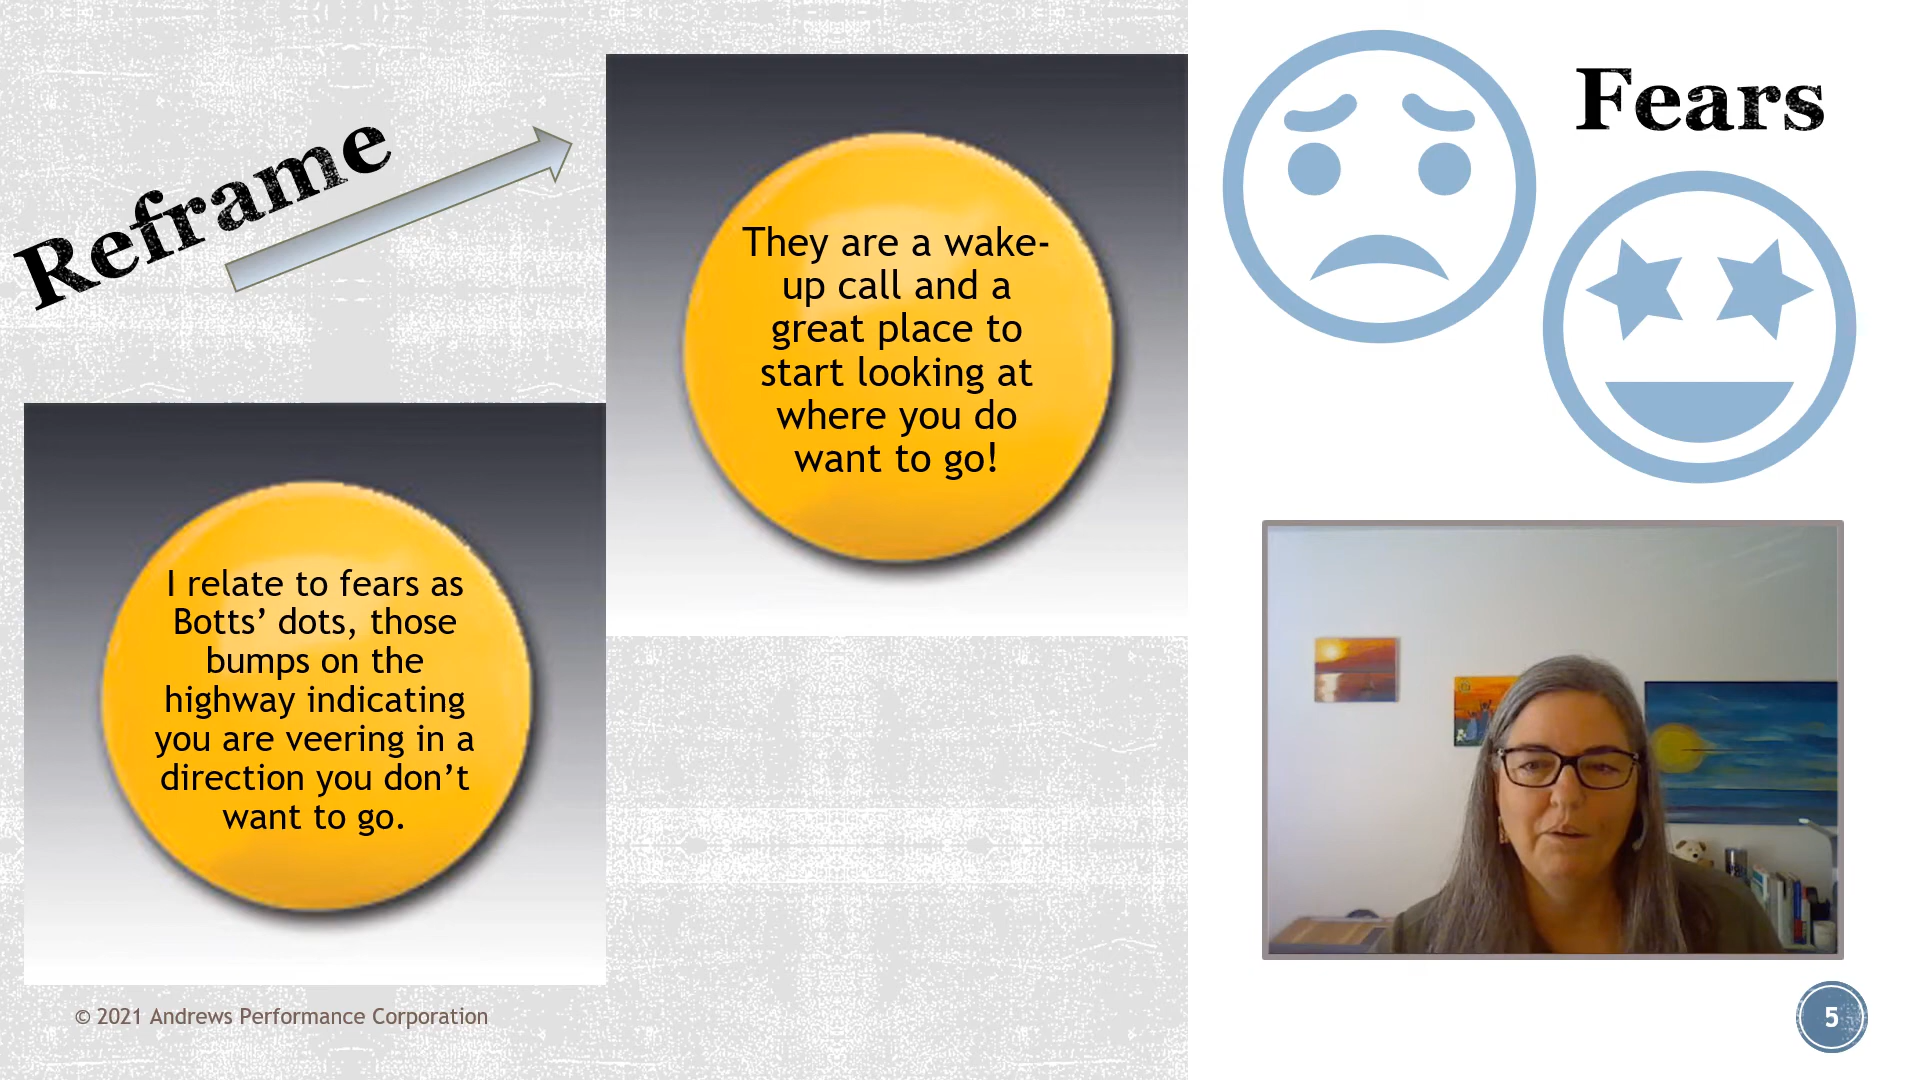 Reframe
They are a wake-
up call and a
great place to
start looking at
where you do
want to go!
Fears
I relate to fears as
Botts’ dots, those
bumps on the
highway indicating
you are veering in a
direction you don’t
want to go.
© 2021 Andrews Performance Corporation
5